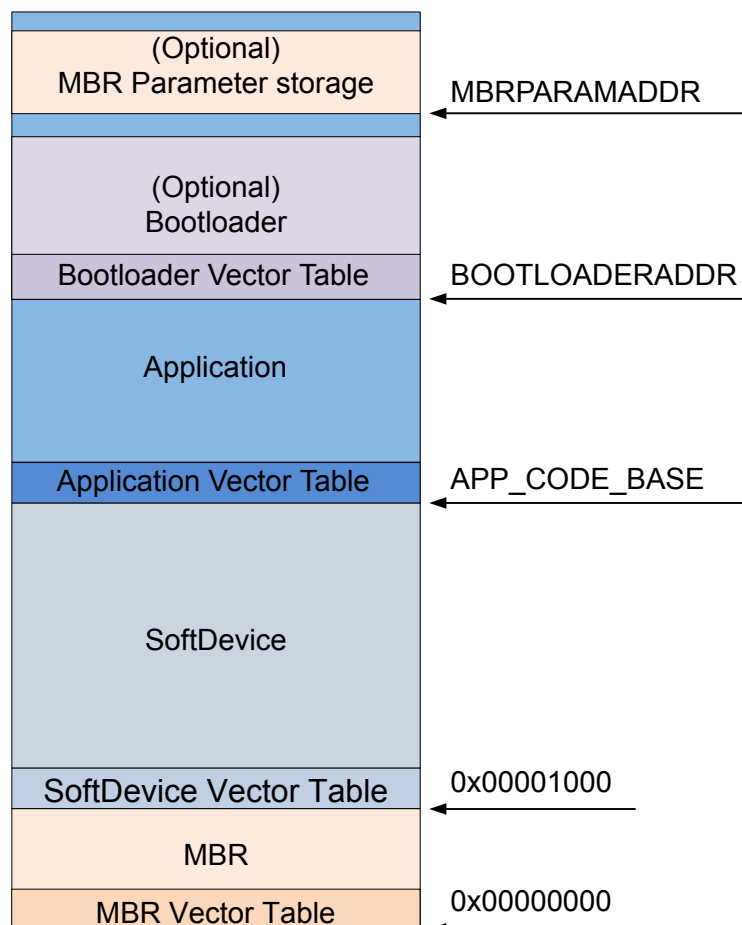 (Optional)
MBR Parameter storage
MBRPARAMADDR
(Optional)
Bootloader
Bootloader Vector Table
BOOTLOADERADDR
Application
Application Vector Table
APP_CODE_BASE
SoftDevice
SoftDevice Vector Table
0x00001000
MBR
MBR Vector Table
0x00000000